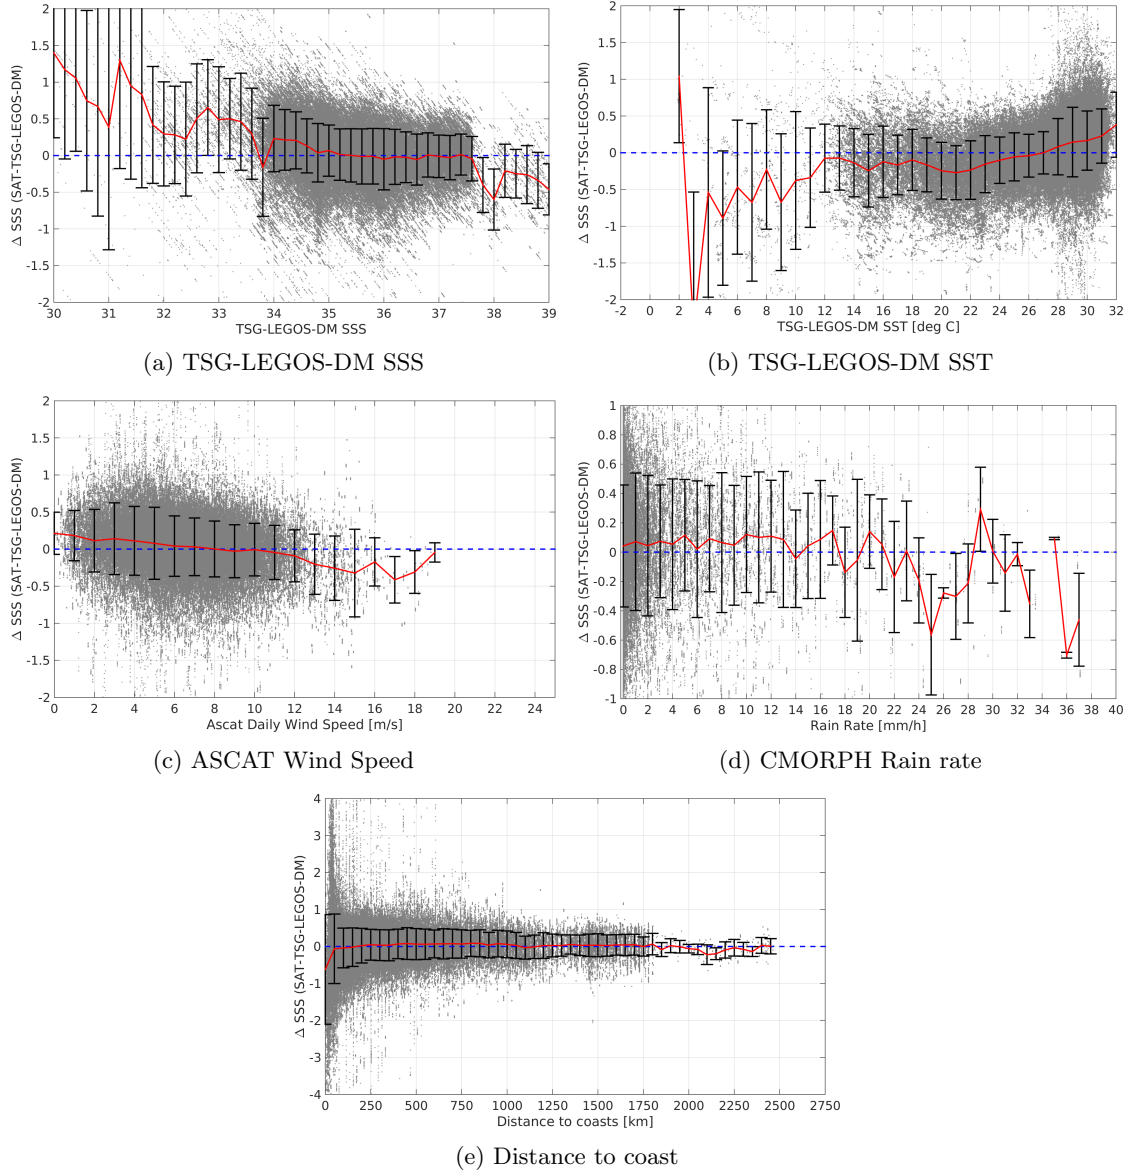 2
1.5
1
0.5
0
-0.5
-1
-1.5
-2
Δ SSS (SAT-TSG-LEGOS-DM)
30 31 32 33 34 35 36 37 38 39
TSG-LEGOS-DM SSS
(a) TSG-LEGOS-DM SSS
2
1.5
1
0.5
0
-0.5
-1
-1.5
-2
Δ SSS (SAT-TSG-LEGOS-DM)
-2 0 2 4 6 8 10 12 14 16 18 20 22 24 26 28 30 32
TSG-LEGOS-DM SST [deg C]
(b) TSG-LEGOS-DM SST
2
1.5
1
0.5
0
-0.5
-1
-1.5
-2
Δ SSS (SAT-TSG-LEGOS-DM)
0 2 4 6 8 10 12 14 16 18 20 22 24
Ascat Daily Wind Speed [m/s]
(c) ASCAT Wind Speed
1
0.8
0.6
0.4
0.2
0
-0.2
-0.4
-0.6
-0.8
-1
Δ SSS (SAT-TSG-LEGOS-DM)
0 2 4 6 8 10 12 14 16 18 20 22 24 26 28 30 32 34 36 38 40
Rain Rate [mm/h]
(d) CMORPH Rain rate
4
3
2
1
0
-1
-2
-3
-4
Δ SSS (SAT-TSG-LEGOS-DM)
0 250 500 750 1000 1250 1500 1750 2000 2250 2500 2750
Distance to coasts [km]
(e) Distance to coast